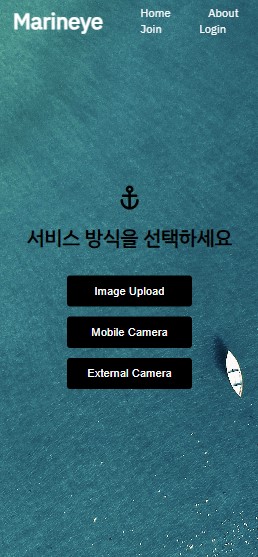 Marineye
Home About
Join Login
서비스 방식을 선택하세요
Image Upload
Mobile Camera
External Camera